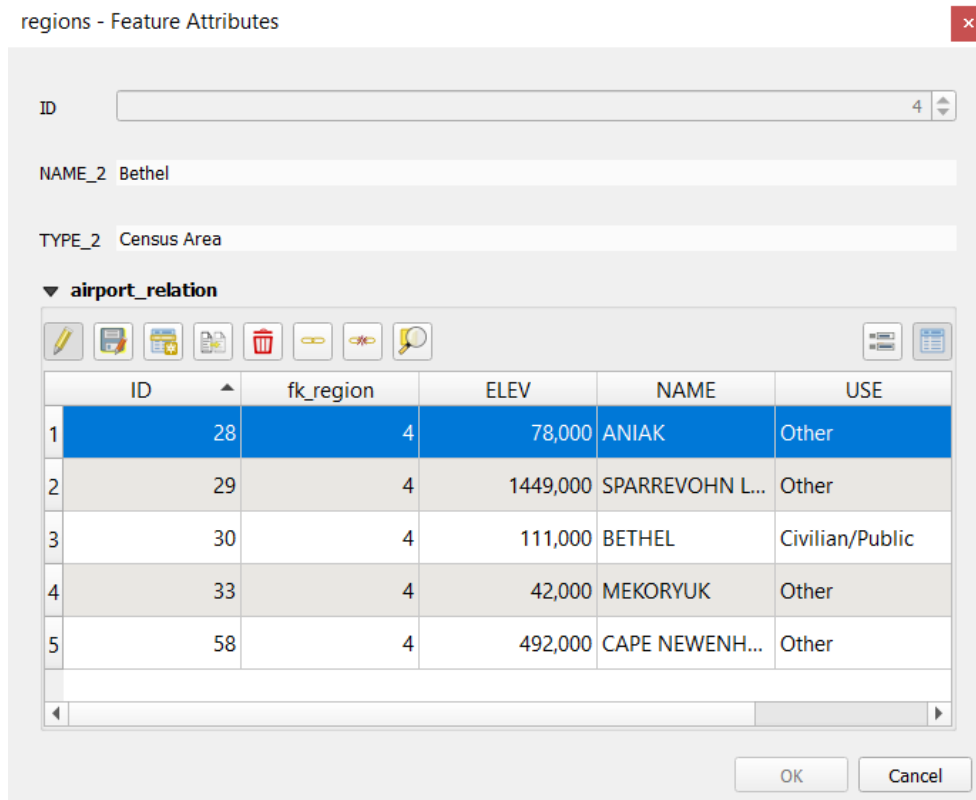 regions - Feature Attributes
ID 4
NAME_2 Bethel
TYPE_2 Census Area
airport_relation
ID fk_region ELEV NAME USE
1 28 4 78,000 ANIAK Other
2 29 4 1449,000 SPARREVOHN L... Other
3 30 4 111,000 BETHEL Civilian/Public
4 33 4 42,000 MEKORYUK Other
5 58 4 492,000 CAPE NEWENH... Other
OK Cancel